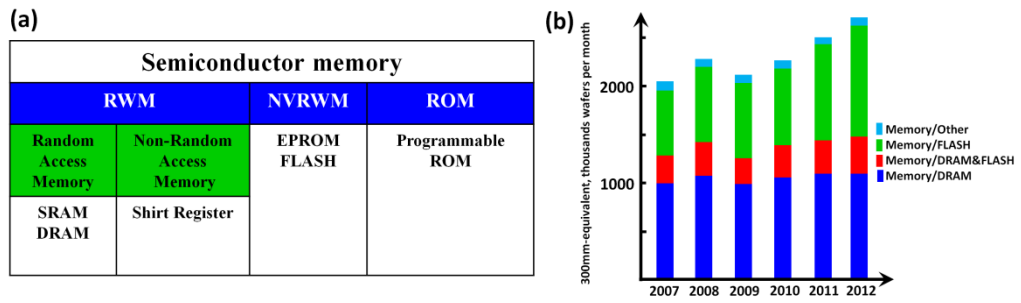 (a)
Semiconductor memory
RWM NVRWM ROM
Random
Access
Memory
Non-Random
Access
Memory
EPROM
FLASH
Programmable
ROM
SRAM
DRAM
Shirt Register
(b)
300mm-equivalent, thousands wafers per month
2000
1000
2007 2008 2009 2010 2011 2012
Memory/Other
Memory/FLASH
Memory/DRAM&FLASH
Memory/DRAM